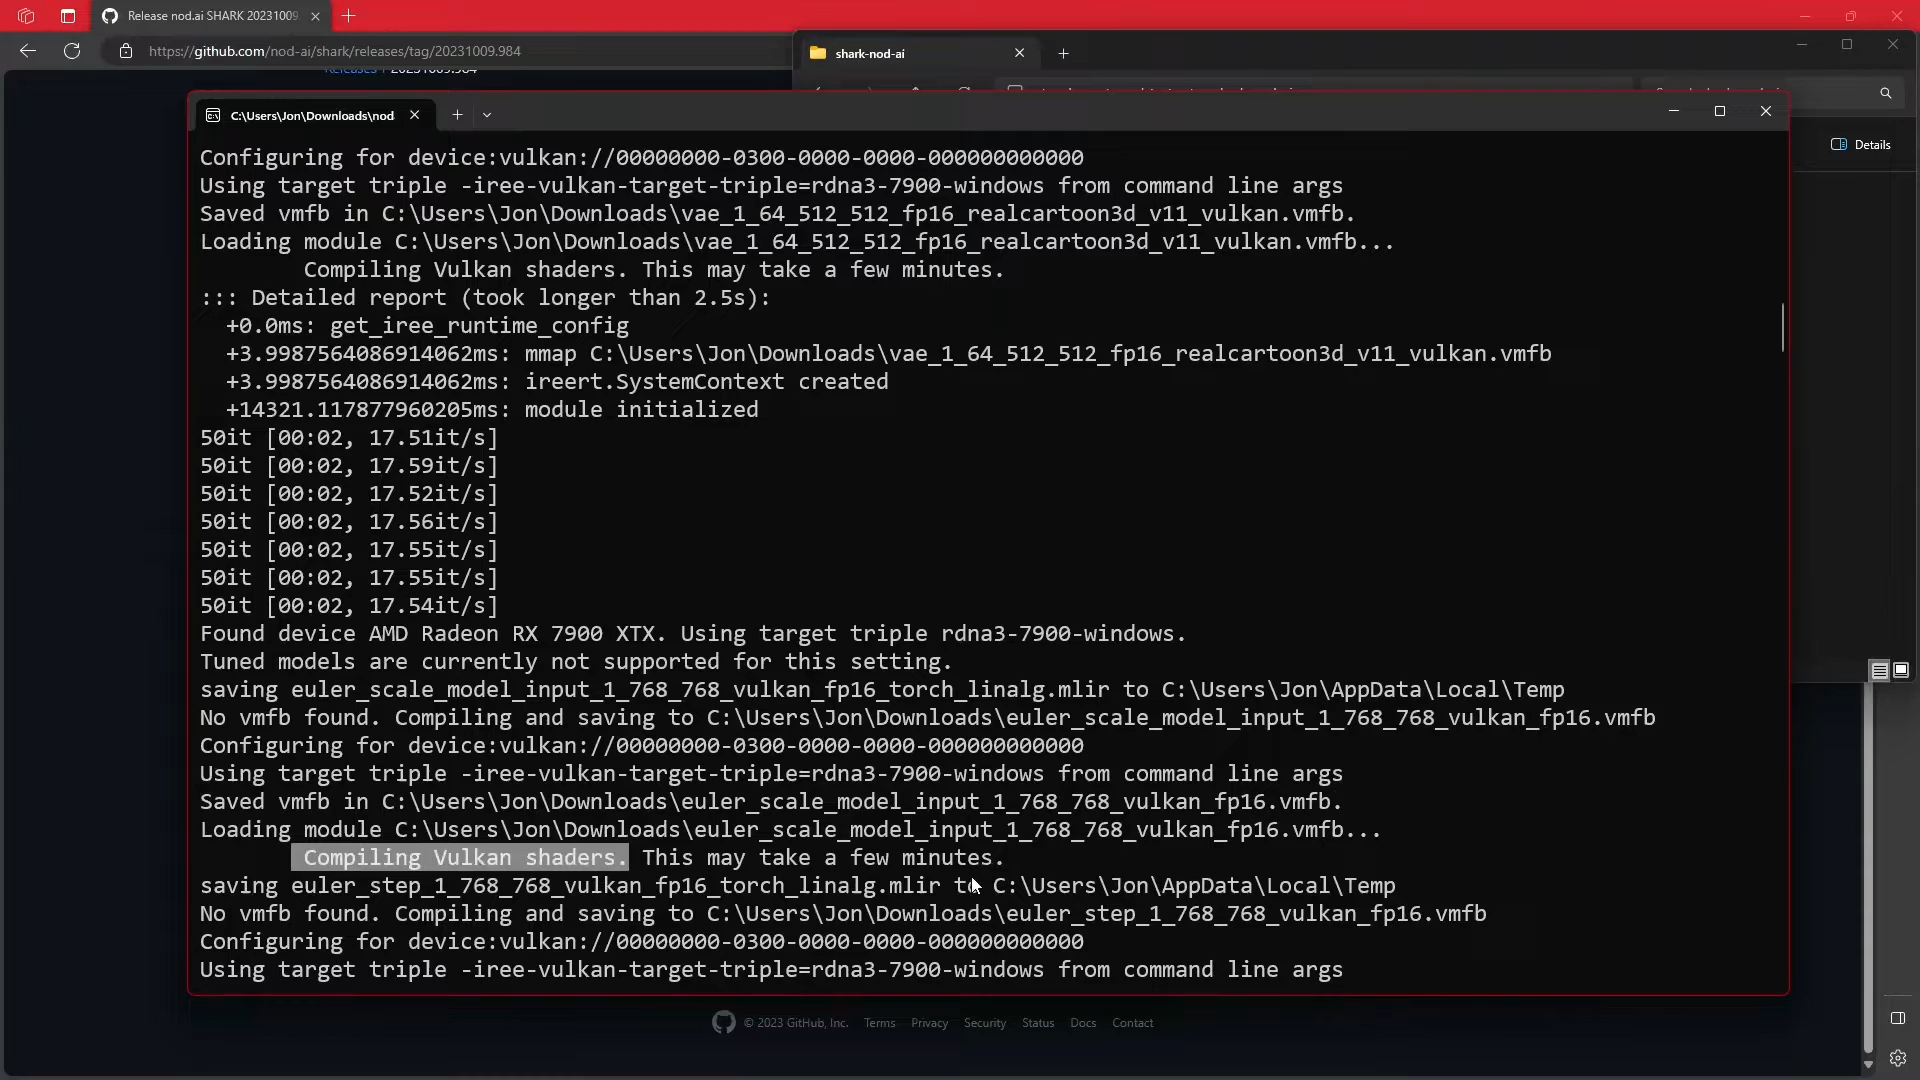 Release nod.ai SHARK 20231009
https://github.com/nod-ai/shark/releases/tag/20231009.984
shark-nod-ai
Releases / 20231009.984
C:\Users\Jon\Downloads\nod
Details
Configuring for device:vulkan://00000000-0300-0000-0000-000000000000
Using target triple -iree-vulkan-target-triple=rdna3-7900-windows from command line args
Saved vmfb in C:\Users\Jon\Downloads\vae_1_64_512_512_fp16_realcartoon3d_v11_vulkan.vmfb.
Loading module C:\Users\Jon\Downloads\vae_1_64_512_512_fp16_realcartoon3d_v11_vulkan.vmfb...
Compiling Vulkan shaders. This may take a few minutes.
::: Detailed report (took longer than 2.5s):
+0.0ms: get_iree_runtime_config
+3.9987564086914062ms: mmap C:\Users\Jon\Downloads\vae_1_64_512_512_fp16_realcartoon3d_v11_vulkan.vmfb
+3.9987564086914062ms: ireert.SystemContext created
+14321.117877960205ms: module initialized
50it [00:02, 17.51it/s]
50it [00:02, 17.59it/s]
50it [00:02, 17.52it/s]
50it [00:02, 17.56it/s]
50it [00:02, 17.55it/s]
50it [00:02, 17.55it/s]
50it [00:02, 17.54it/s]
Found device AMD Radeon RX 7900 XTX. Using target triple rdna3-7900-windows.
Tuned models are currently not supported for this setting.
saving euler_scale_model_input_1_768_768_vulkan_fp16_torch_linalg.mlir to C:\Users\Jon\AppData\Local\Temp
No vmfb found. Compiling and saving to C:\Users\Jon\Downloads\euler_scale_model_input_1_768_768_vulkan_fp16.vmfb
Configuring for device:vulkan://00000000-0300-0000-0000-000000000000
Using target triple -iree-vulkan-target-triple=rdna3-7900-windows from command line args
Saved vmfb in C:\Users\Jon\Downloads\euler_scale_model_input_1_768_768_vulkan_fp16.vmfb.
Loading module C:\Users\Jon\Downloads\euler_scale_model_input_1_768_768_vulkan_fp16.vmfb...
Compiling Vulkan shaders. This may take a few minutes.
saving euler_step_1_768_768_vulkan_fp16_torch_linalg.mlir to C:\Users\Jon\AppData\Local\Temp
No vmfb found. Compiling and saving to C:\Users\Jon\Downloads\euler_step_1_768_768_vulkan_fp16.vmfb
Configuring for device:vulkan://00000000-0300-0000-0000-000000000000
Using target triple -iree-vulkan-target-triple=rdna3-7900-windows from command line args
© 2023 GitHub, Inc. Terms Privacy Security Status Docs Contact